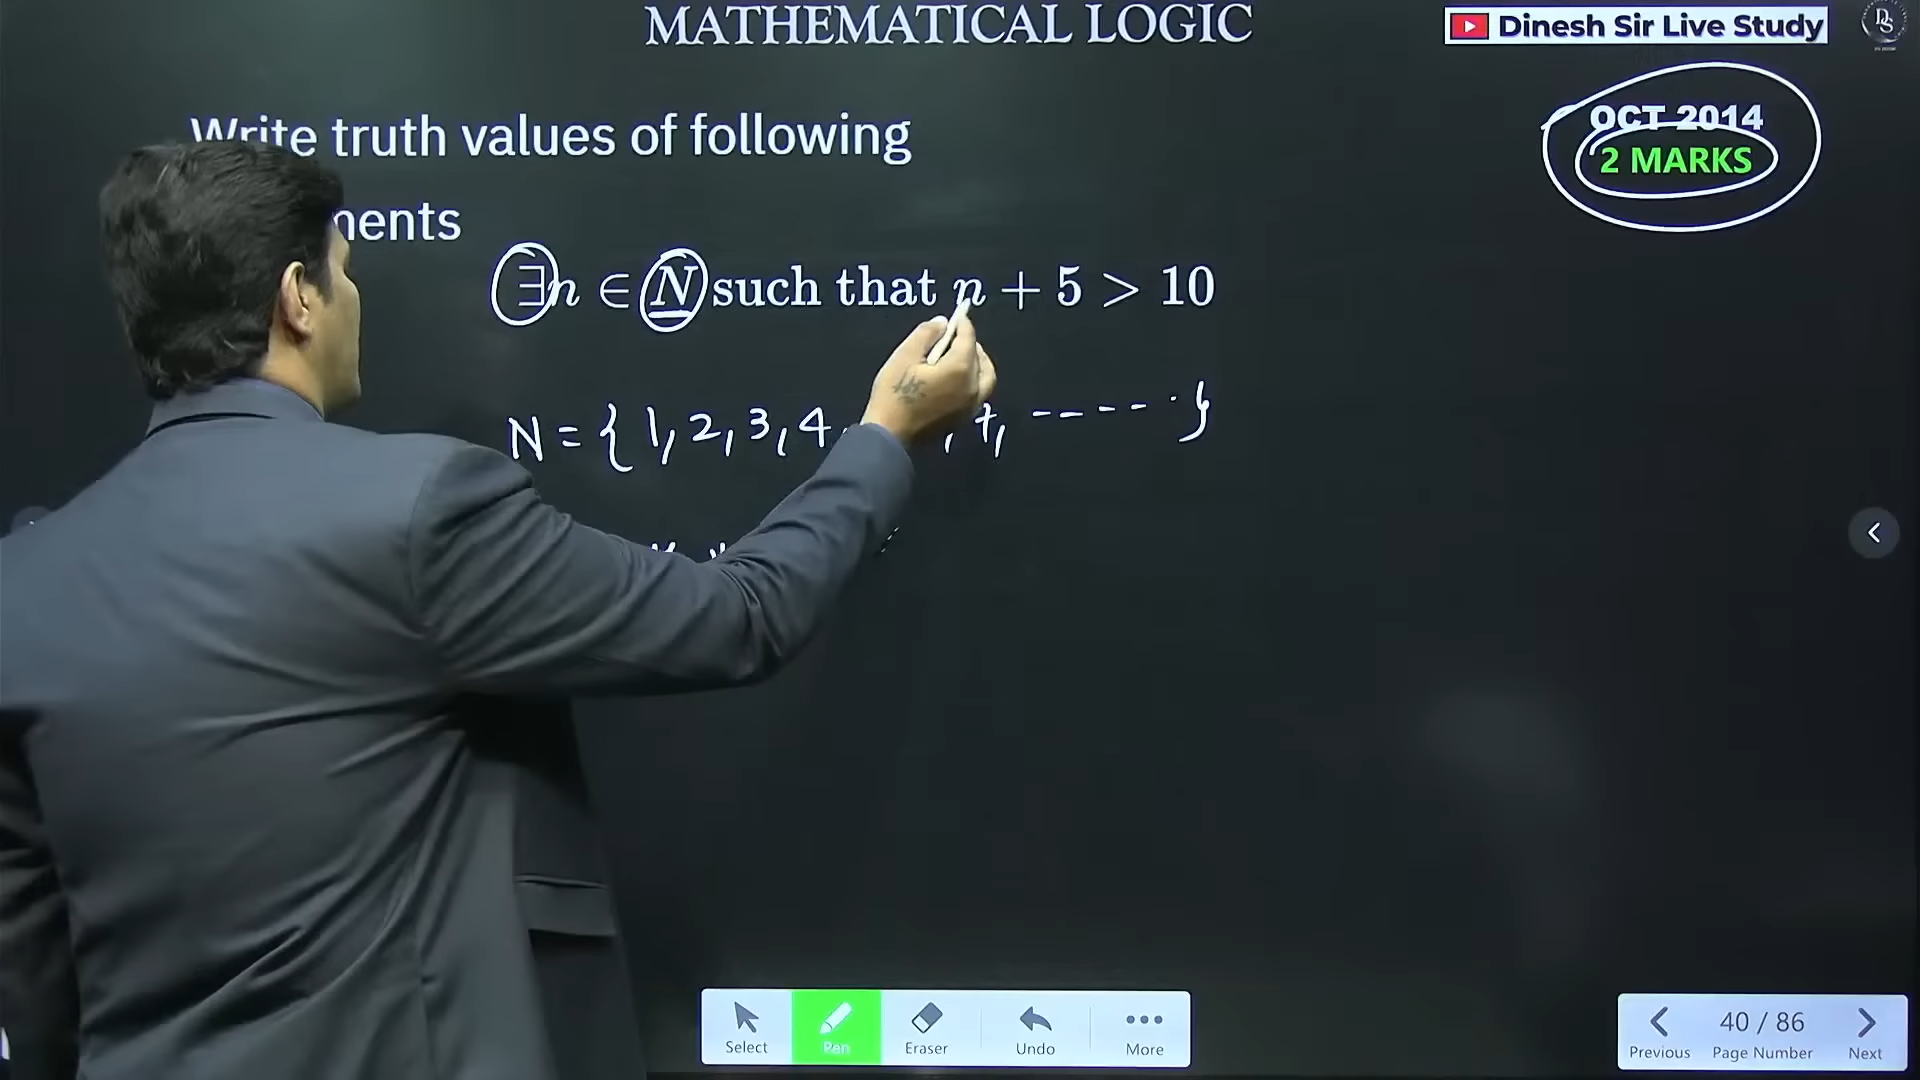 MATHEMATICAL LOGIC
Dinesh Sir Live Study
DS
OCT 2014
2 MARKS
Write truth values of following
∃n ∈ N such that n + 5 > 10
N = { 1, 2, 3, 4 , 7, ------ }
Select
Pen
Eraser
Undo
More
40 / 86
Previous
Page Number
Next